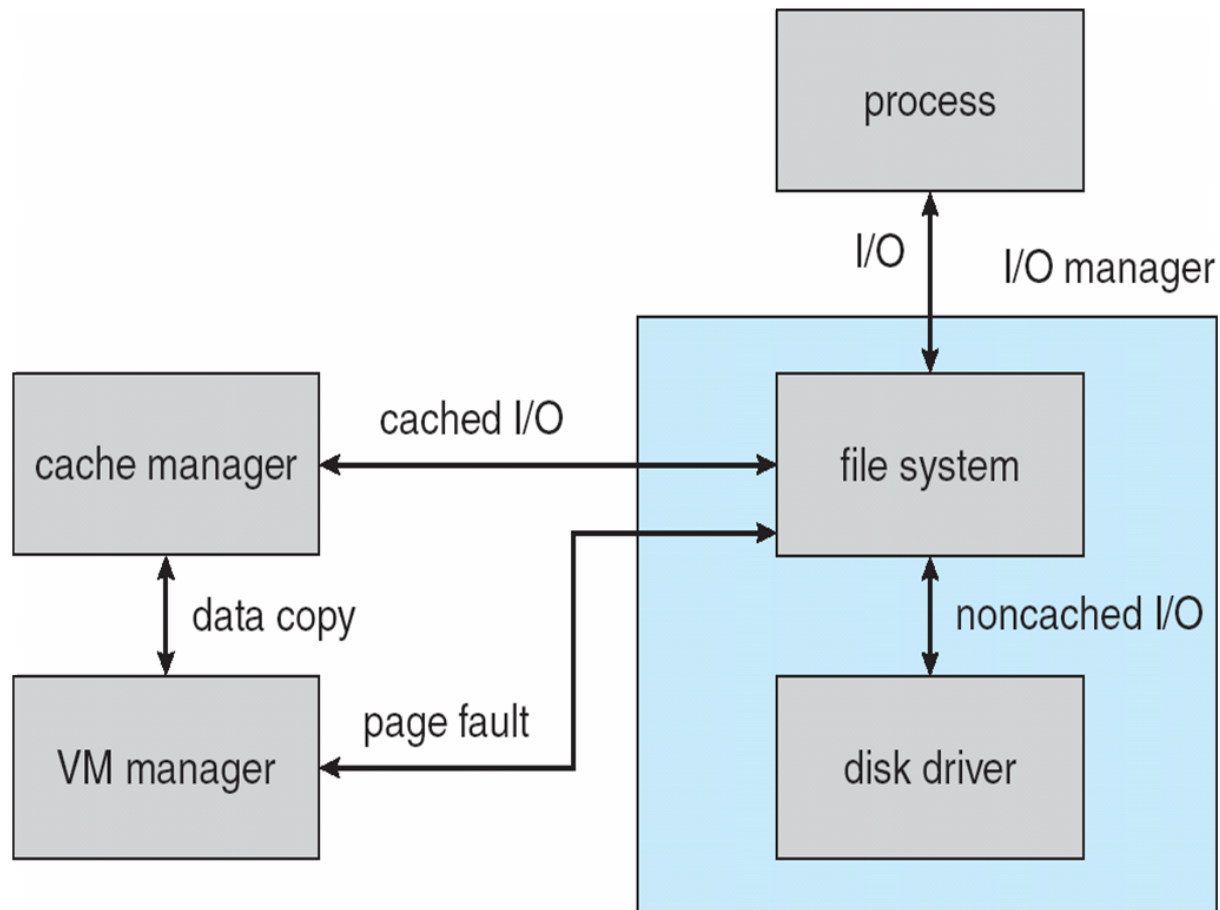 process
I/O
I/O manager
cached I/O
cache manager
file system
data copy
noncached I/O
page fault
VM manager
disk driver